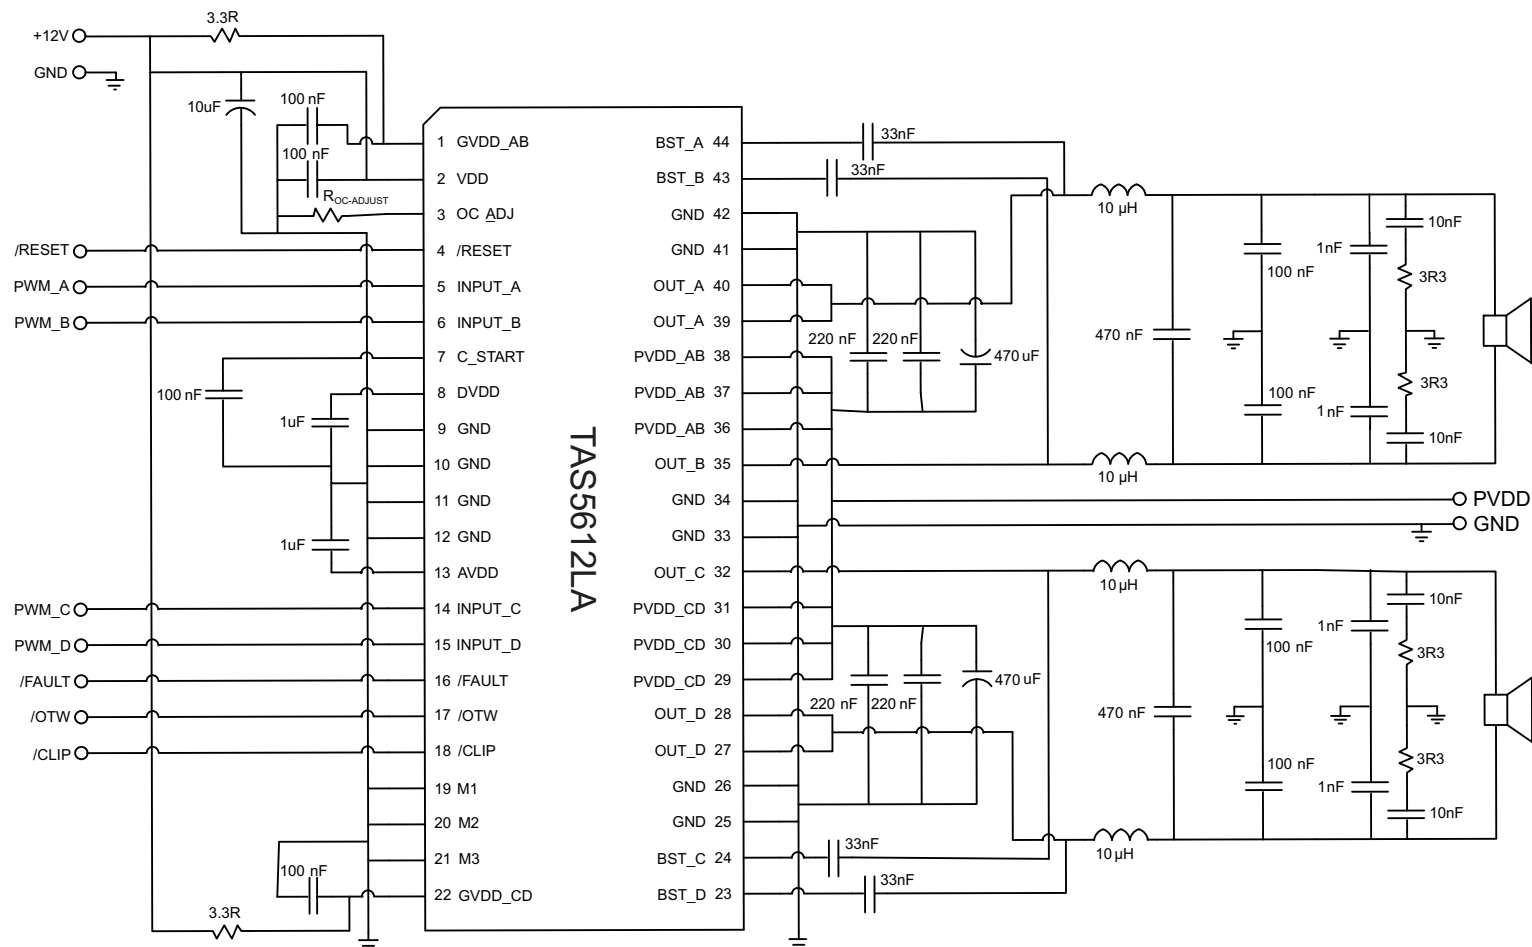 3.3R
+12V
GND
10uF
100 nF
100 nF
R OC-ADJUST
/RESET
PWM_A
PWM_B
100 nF
1uF
1uF
PWM_C
PWM_D
/FAULT
/OTW
/CLIP
100 nF
3.3R
1 GVDD_AB
2 VDD
3 OC_ADJ
4 /RESET
5 INPUT_A
6 INPUT_B
7 C_START
8 DVDD
9 GND
10 GND
11 GND
12 GND
13 AVDD
14 INPUT_C
15 INPUT_D
16 /FAULT
17 /OTW
18 /CLIP
19 M1
20 M2
21 M3
22 GVDD_CD
TAS5612LA
BST_A 44
BST_B 43
GND 42
GND 41
OUT_A 40
OUT_A 39
PVDD_AB 38
PVDD_AB 37
PVDD_AB 36
OUT_B 35
GND 34
GND 33
OUT_C 32
PVDD_CD 31
PVDD_CD 30
PVDD_CD 29
OUT_D 28
OUT_D 27
GND 26
GND 25
BST_C 24
BST_D 23
33nF
33nF
10 µH
220 nF
220 nF
470 uF
470 nF
100 nF
100 nF
1nF
1nF
10nF
3R3
3R3
10nF
10 µH
PVDD
GND
10 µH
220 nF
220 nF
470 uF
470 nF
100 nF
100 nF
1nF
1nF
10nF
3R3
3R3
10nF
10 µH
33nF
33nF